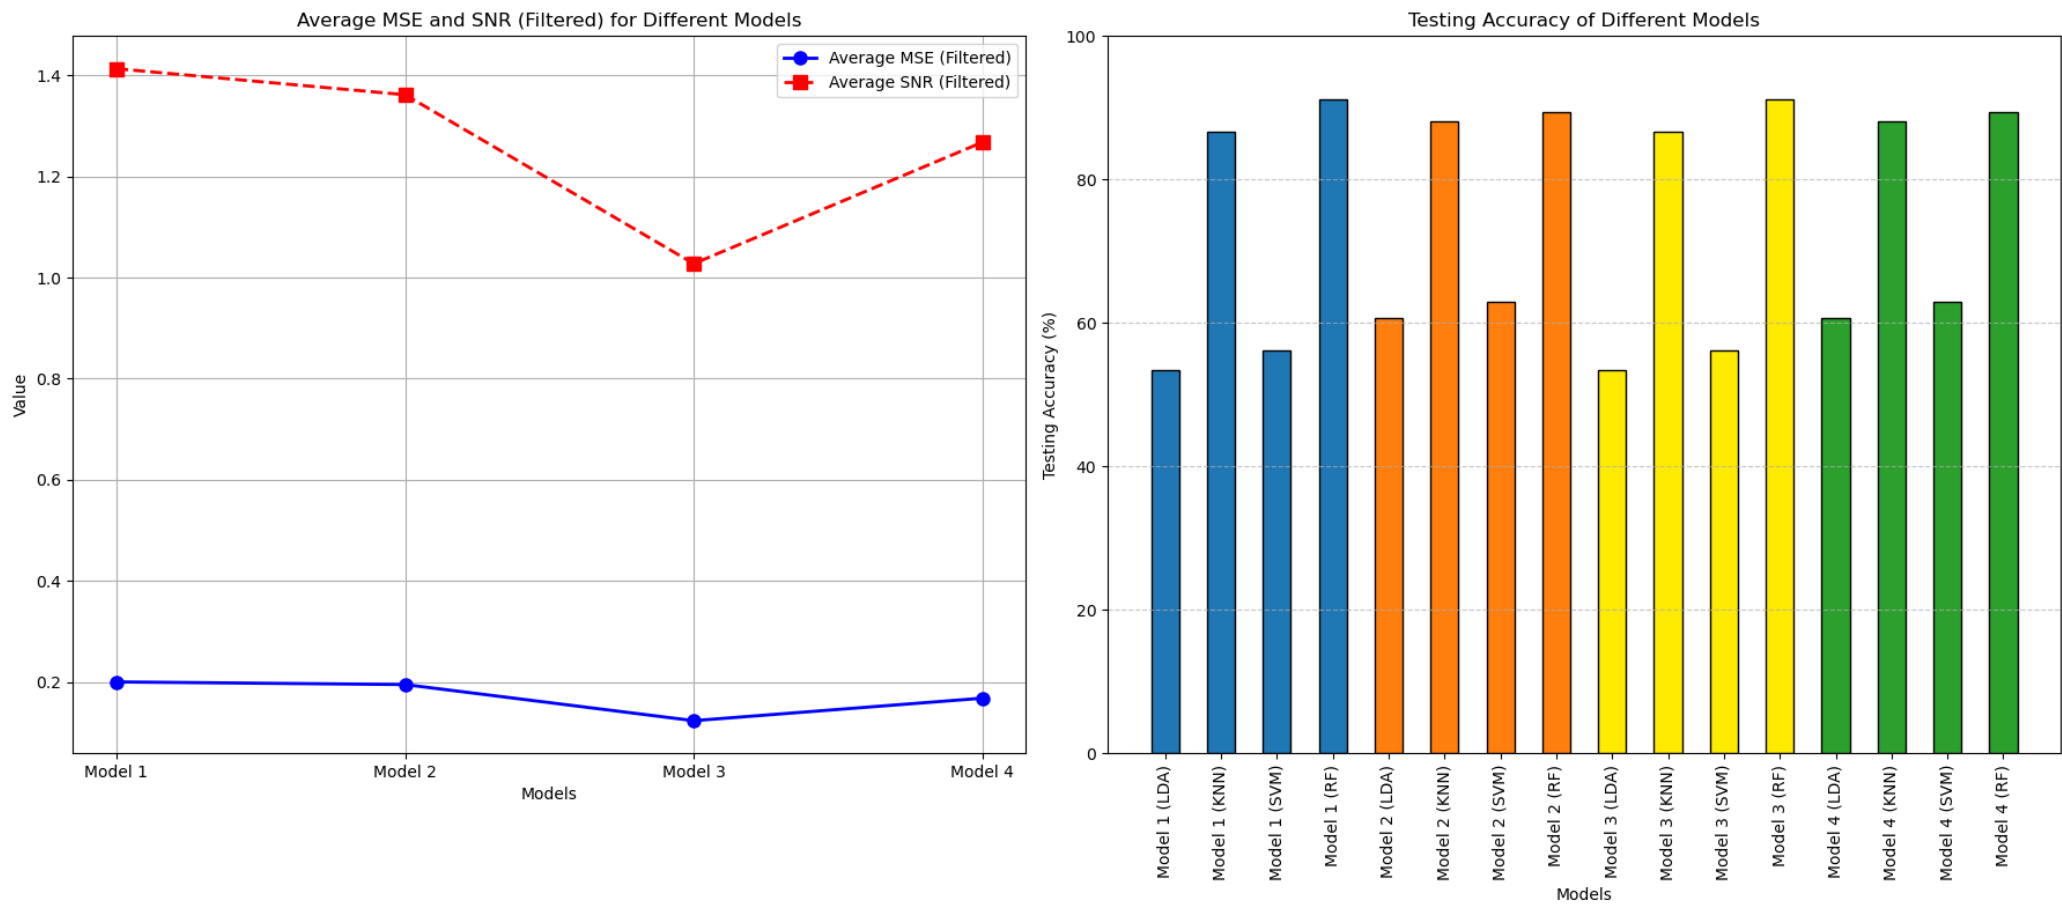 Average MSE and SNR (Filtered) for Different Models
Average MSE (Filtered)
Average SNR (Filtered)
Value
1.4
1.2
1.0
0.8
0.6
0.4
0.2
Model 1
Model 2
Model 3
Model 4
Models
Testing Accuracy of Different Models
Testing Accuracy (%)
100
80
60
40
20
0
Model 1 (LDA)
Model 1 (KNN)
Model 1 (SVM)
Model 1 (RF)
Model 2 (LDA)
Model 2 (KNN)
Model 2 (SVM)
Model 2 (RF)
Model 3 (LDA)
Model 3 (KNN)
Model 3 (SVM)
Model 3 (RF)
Model 4 (LDA)
Model 4 (KNN)
Model 4 (SVM)
Model 4 (RF)
Models